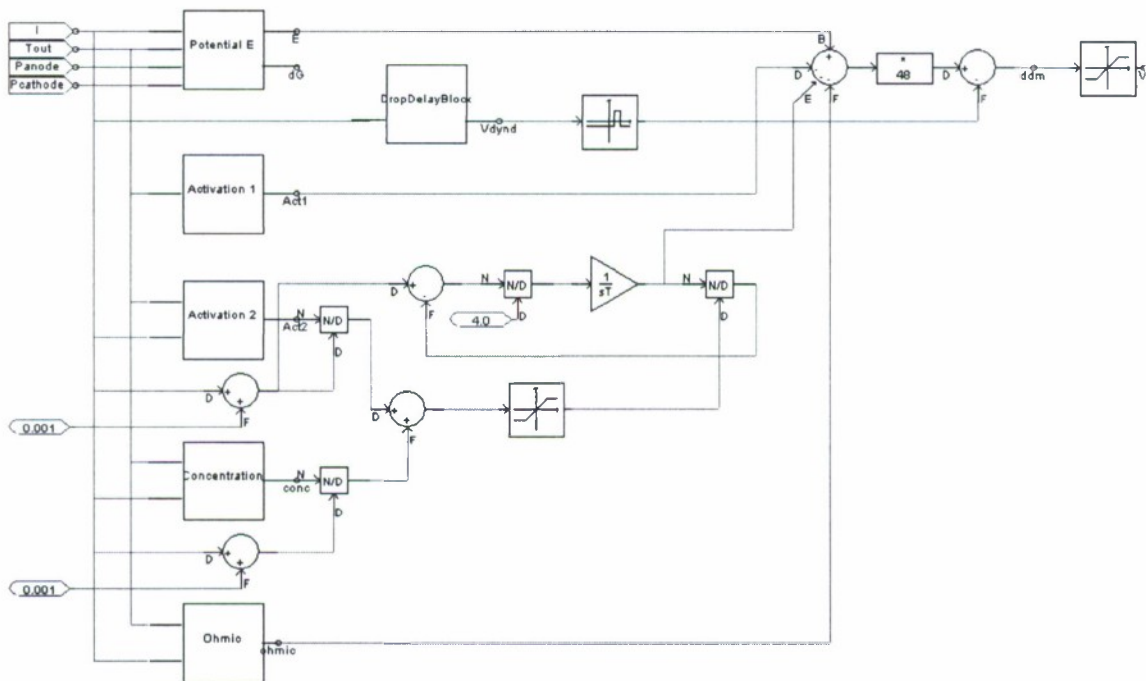 I
Tout
Panode
Pcathode
Potential E
E
dG
DropDelayBlock
Vdynd
B
+
D
-
-
E
-
F
*
48
D
+
-
F
ddm
Activation 1
Act1
Activation 2
N
Act2
N/D
D
D
+
-
F
N
N/D
D
4.0
1
sT
N
N/D
D
D
+
+
F
0.001
D
+
+
F
Concentration
N
conc
N/D
D
D
+
+
F
0.001
Ohmic
ohmic